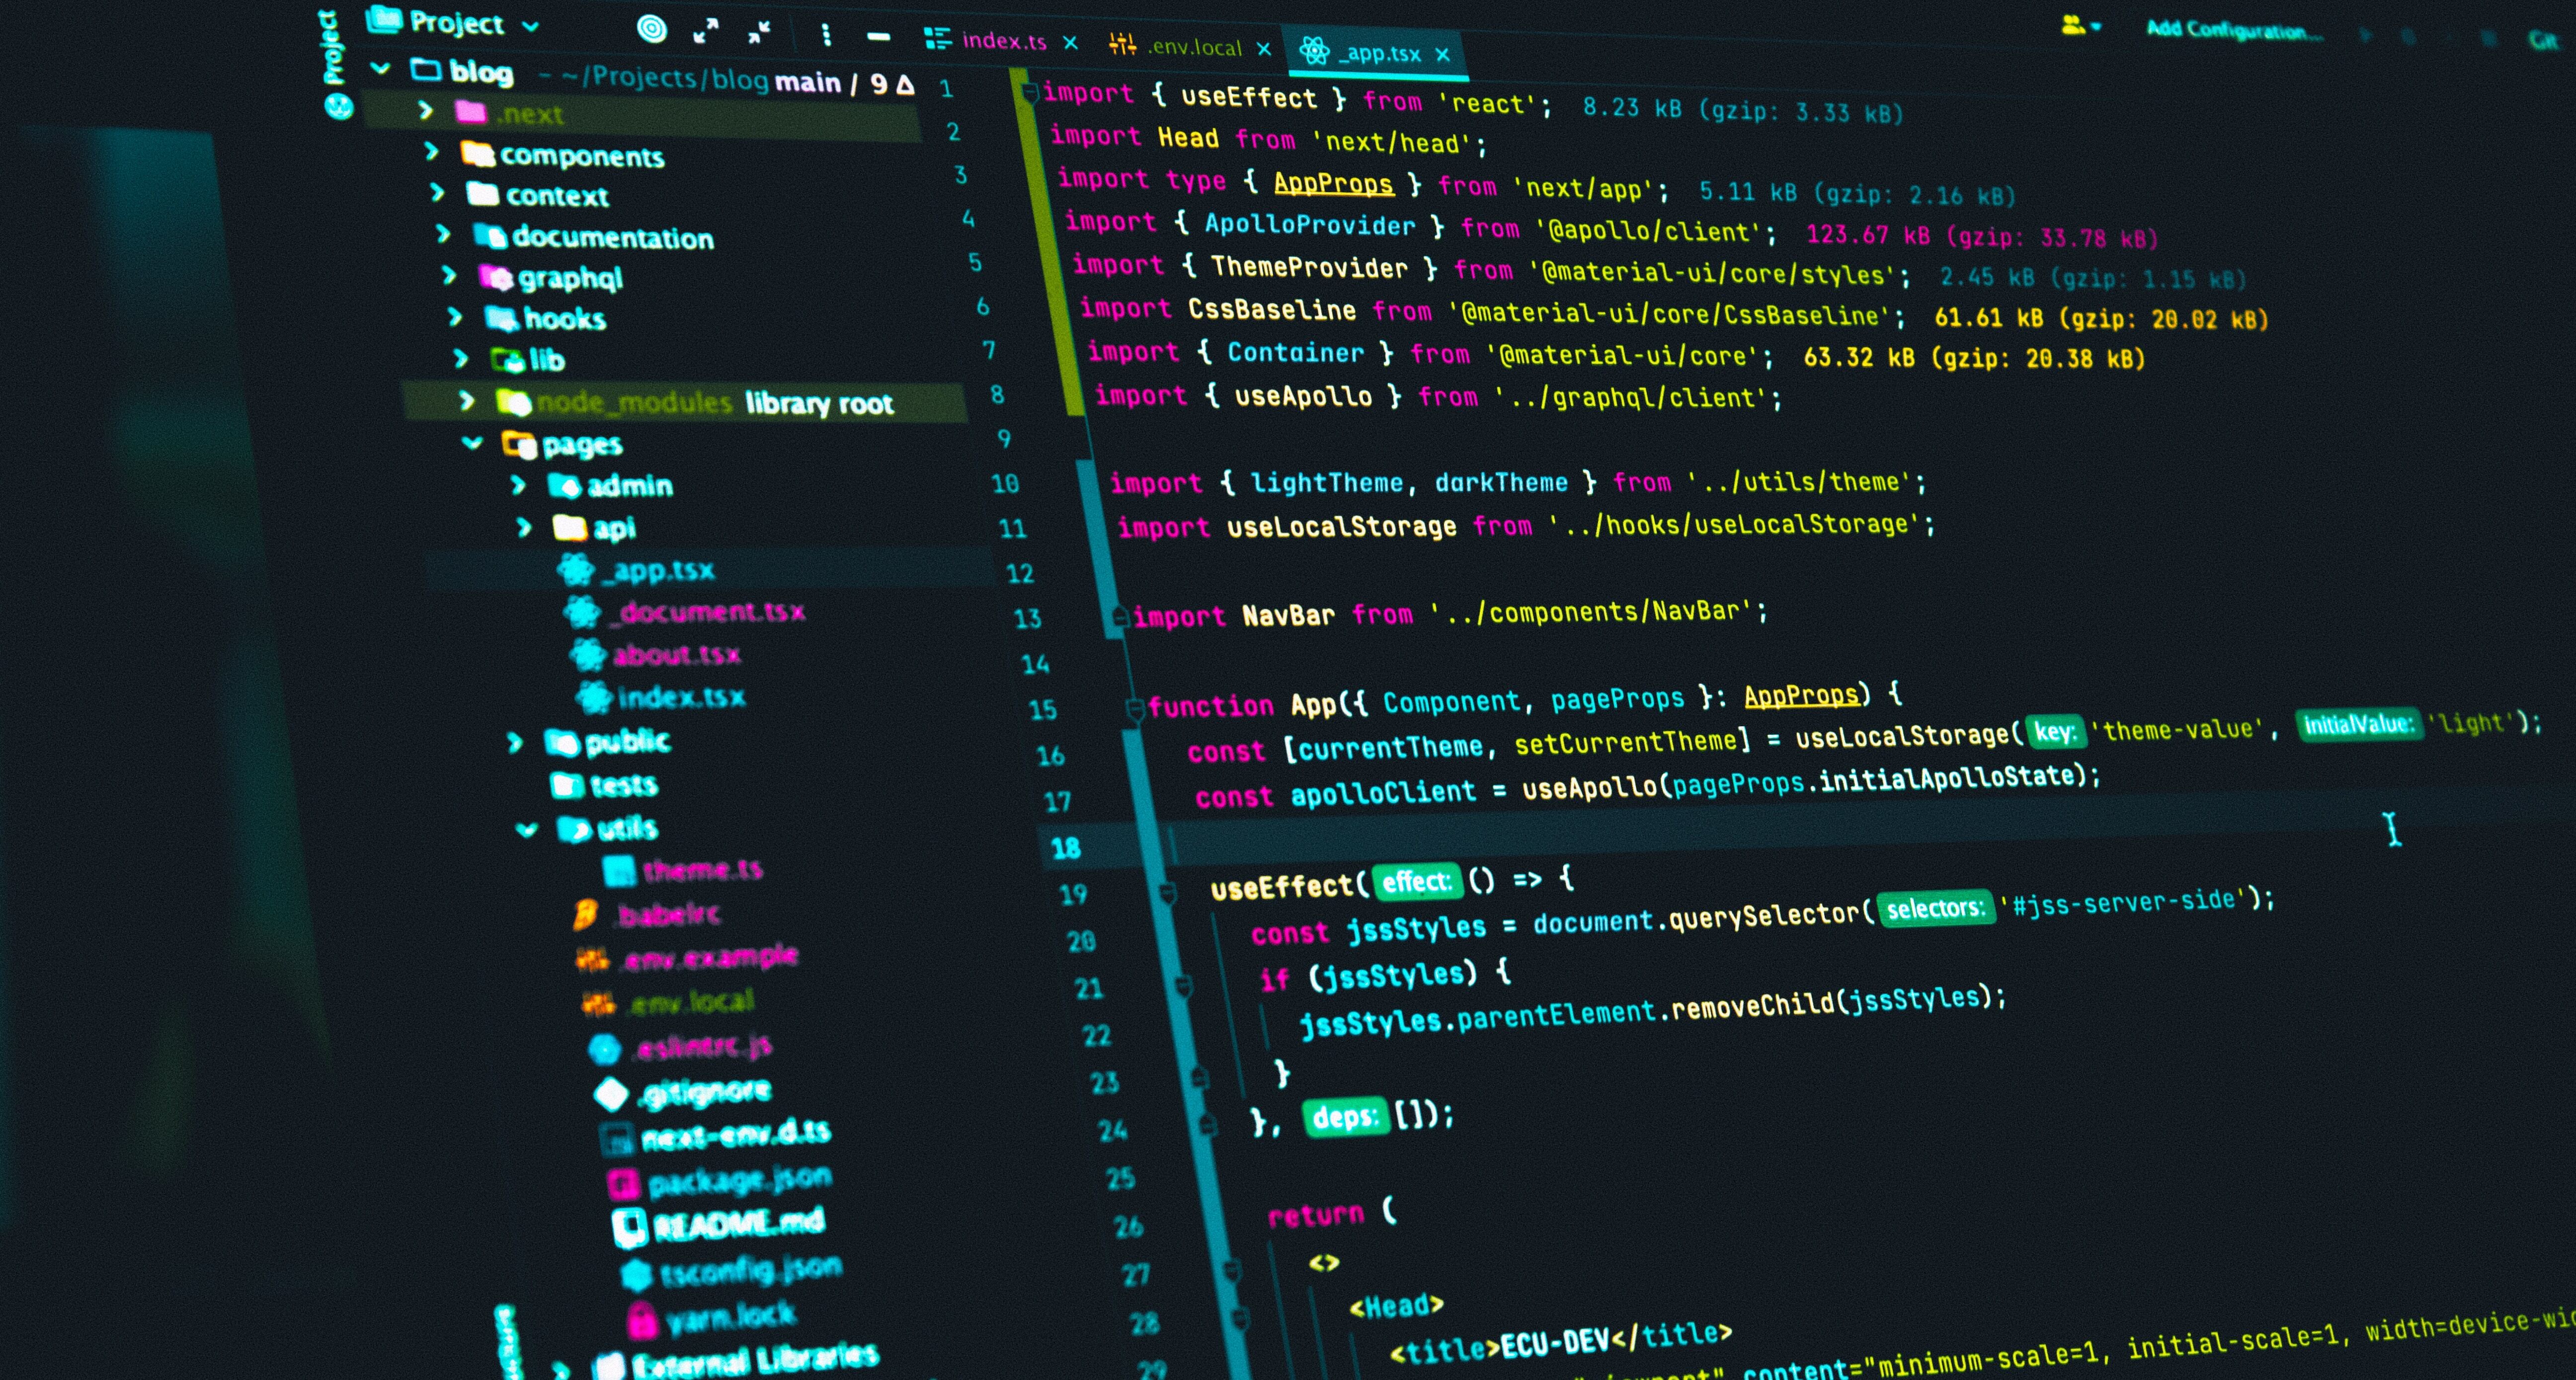 Project
Project
index.ts
.env.local
_app.tsx
Add Configuration...
Git
blog ~/Projects/blog main / 9 Δ
.next
components
context
documentation
graphql
hooks
lib
node_modules library root
pages
admin
api
_app.tsx
_document.tsx
about.tsx
index.tsx
public
tests
utils
theme.ts
.babelrc
.env.example
.env.local
.eslintrc.js
.gitignore
next-env.d.ts
package.json
README.md
tsconfig.json
yarn.lock
External Libraries
1 import { useEffect } from 'react'; 8.23 kB (gzip: 3.33 kB)
2 import Head from 'next/head';
3 import type { AppProps } from 'next/app'; 5.11 kB (gzip: 2.16 kB)
4 import { ApolloProvider } from '@apollo/client'; 123.67 kB (gzip: 33.78 kB)
5 import { ThemeProvider } from '@material-ui/core/styles'; 2.45 kB (gzip: 1.15 kB)
6 import CssBaseline from '@material-ui/core/CssBaseline'; 61.61 kB (gzip: 20.02 kB)
7 import { Container } from '@material-ui/core'; 63.32 kB (gzip: 20.38 kB)
8 import { useApollo } from '../graphql/client';
9
10 import { lightTheme, darkTheme } from '../utils/theme';
11 import useLocalStorage from '../hooks/useLocalStorage';
12
13 import NavBar from '../components/NavBar';
14
15 function App({ Component, pageProps }: AppProps) {
16 const [currentTheme, setCurrentTheme] = useLocalStorage( key: 'theme-value', initialValue: 'light');
17 const apolloClient = useApollo(pageProps.initialApolloState);
18
19 useEffect( effect: () => {
20 const jssStyles = document.querySelector( selectors: '#jss-server-side');
21 if (jssStyles) {
22 jssStyles.parentElement.removeChild(jssStyles);
23 }
24 }, deps: []);
25
26 return (
27 <>
28 <Head>
29 <title>ECU-DEV</title>
content="minimum-scale=1, initial-scale=1, width=device-wid